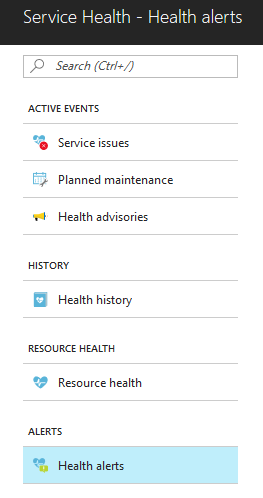 Service Health - Health alerts
Search (Ctrl+/)
ACTIVE EVENTS
Service issues
Planned maintenance
Health advisories
HISTORY
Health history
RESOURCE HEALTH
Resource health
ALERTS
Health alerts